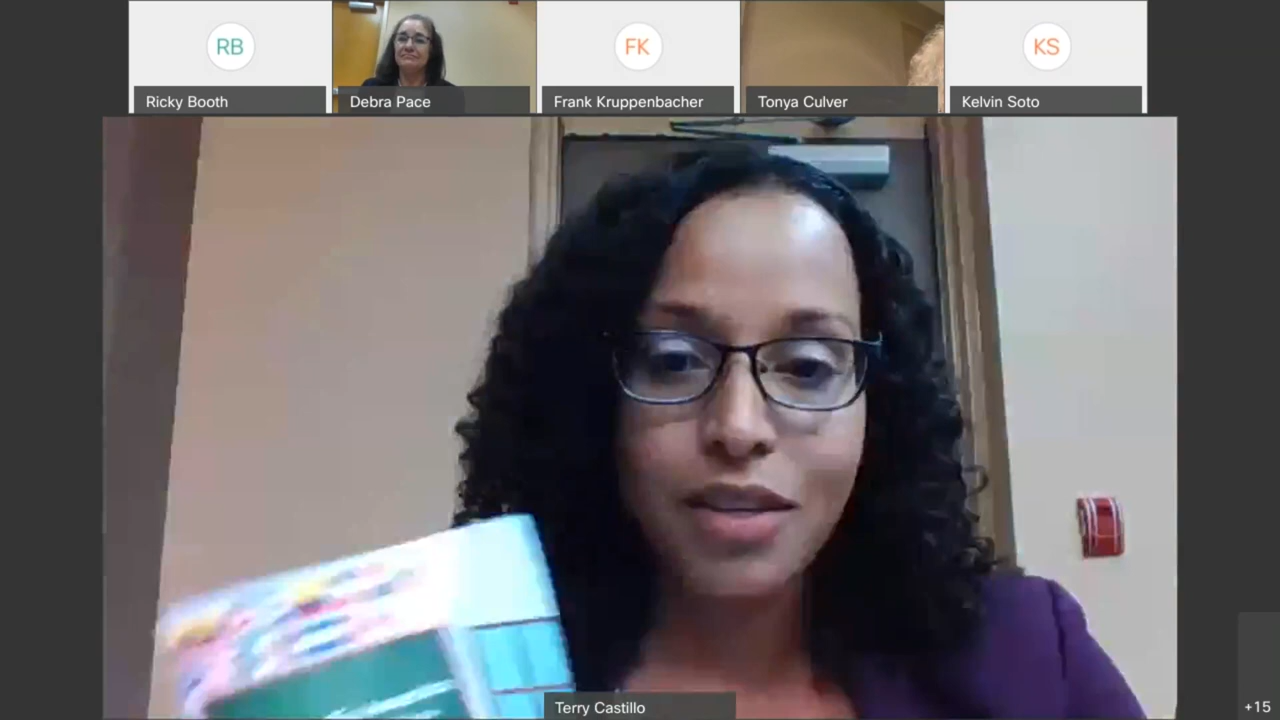 RB
FK
KS
Ricky Booth
Debra Pace
Frank Kruppenbacher
Tonya Culver
Kelvin Soto
Terry Castillo
+15